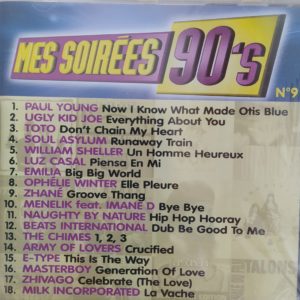 MES SOIRÉES 90's
N°9
1. PAUL YOUNG Now I Know What Made Otis Blue
2. UGLY KID JOE Everything About You
3. TOTO Don't Chain My Heart
4. SOUL ASYLUM Runaway Train
5. WILLIAM SHELLER Un Homme Heureux
6. LUZ CASAL Piensa En Mi
7. EMILIA Big Big World
8. OPHÉLIE WINTER Elle Pleure
9. ZHANÉ Groove Thang
10. MENELIK feat. IMANE D Bye Bye
11. NAUGHTY BY NATURE Hip Hop Hooray
12. BEATS INTERNATIONAL Dub Be Good To Me
13. THE CHIMES 1, 2, 3
14. ARMY OF LOVERS Crucified
15. E-TYPE This Is The Way
16. MASTERBOY Generation Of Love
17. ZHIVAGO Celebrate (The Love)
18. MILK INCORPORATED La Vache
TALONS